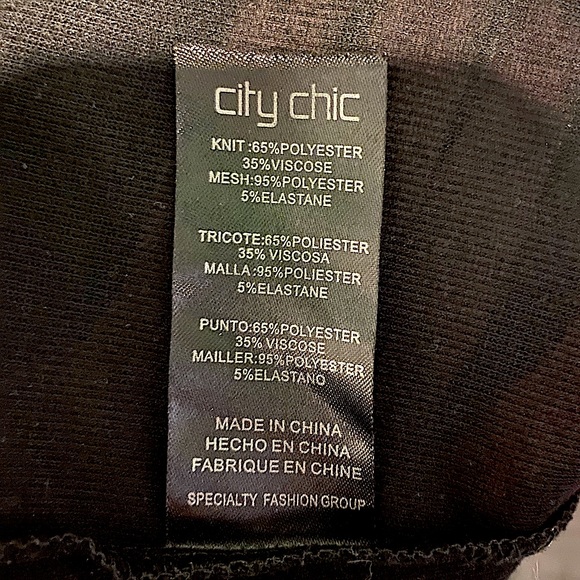 city chic
KNIT:65%POLYESTER
35%VISCOSE
MESH:95%POLYESTER
5%ELASTANE
TRICOTE:65%POLIESTER
35% VISCOSA
MALLA:95%POLIESTER
5%ELASTANE
PUNTO:65%POLYESTER
35% VISCOSE
MAILLER:95%POLYESTER
5%ELASTANO
MADE IN CHINA
HECHO EN CHINA
FABRIQUE EN CHINE
SPECIALTY FASHION GROUP